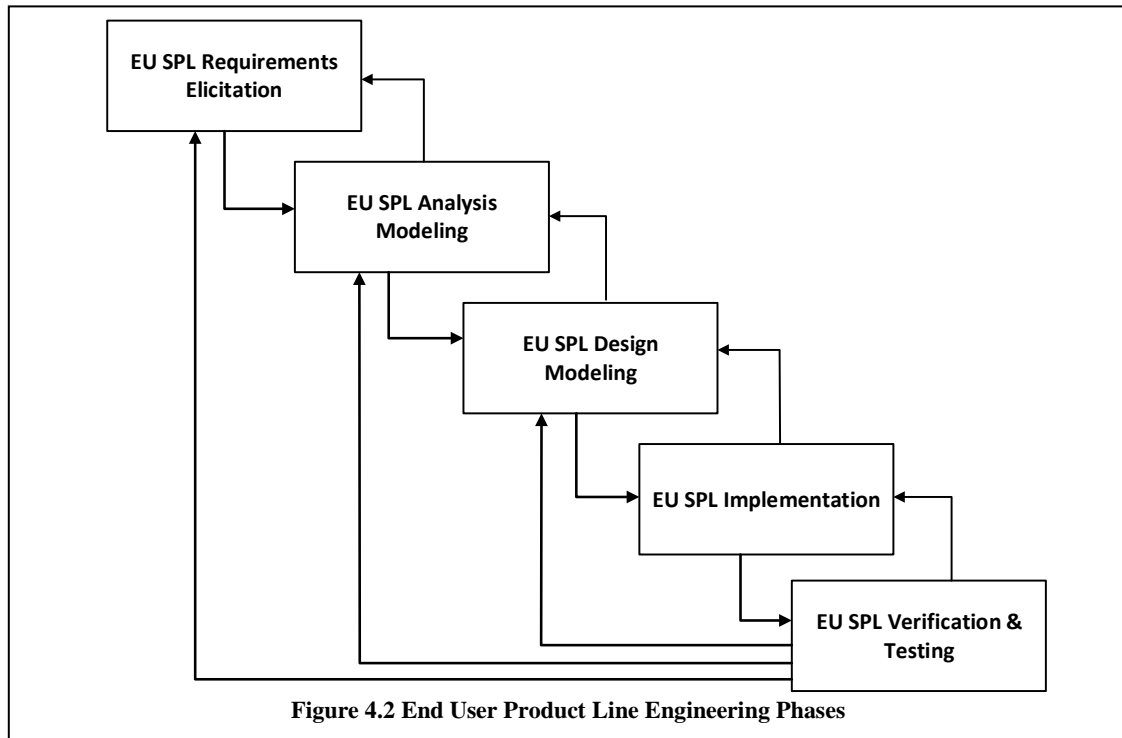 EU SPL Requirements
Elicitation
EU SPL Analysis
Modeling
EU SPL Design
Modeling
EU SPL Implementation
EU SPL Verification &
Testing
Figure 4.2 End User Product Line Engineering Phases